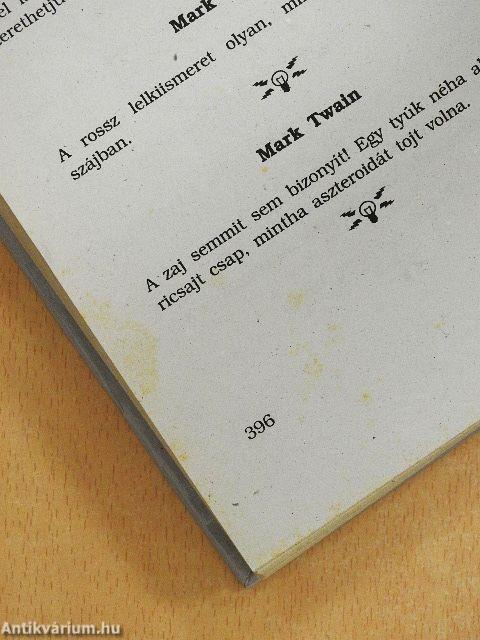 Mark
A rossz lelkiismeret olyan,
szájban.
Mark Twain
A zaj semmit sem bizonyít! Egy tyúk néha
ricsajt csap, mintha aszteroidát tojt volna.
396
Antikvárium.hu